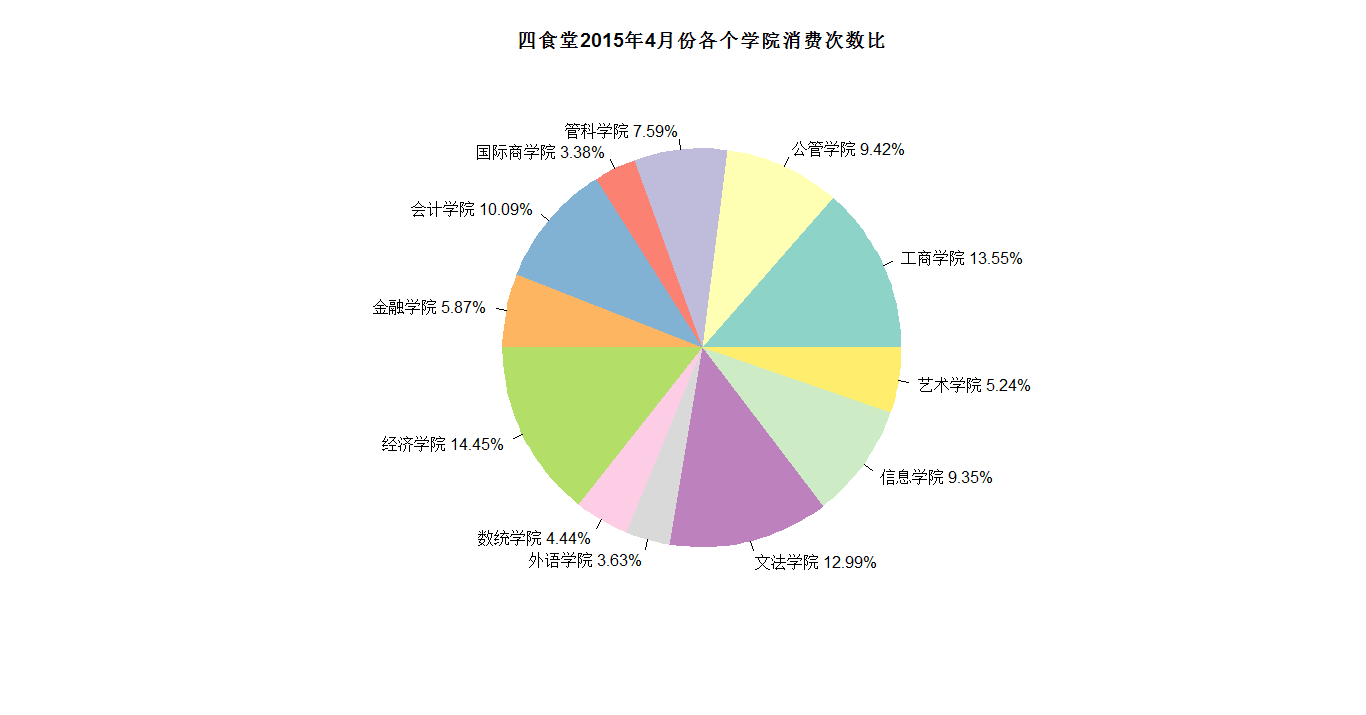 四食堂2015年4月份各个学院消费次数比
管科学院 7.59%
公管学院 9.42%
国际商学院 3.38%
会计学院 10.09%
工商学院 13.55%
金融学院 5.87%
艺术学院 5.24%
经济学院 14.45%
信息学院 9.35%
数统学院 4.44%
外语学院 3.63%
文法学院 12.99%